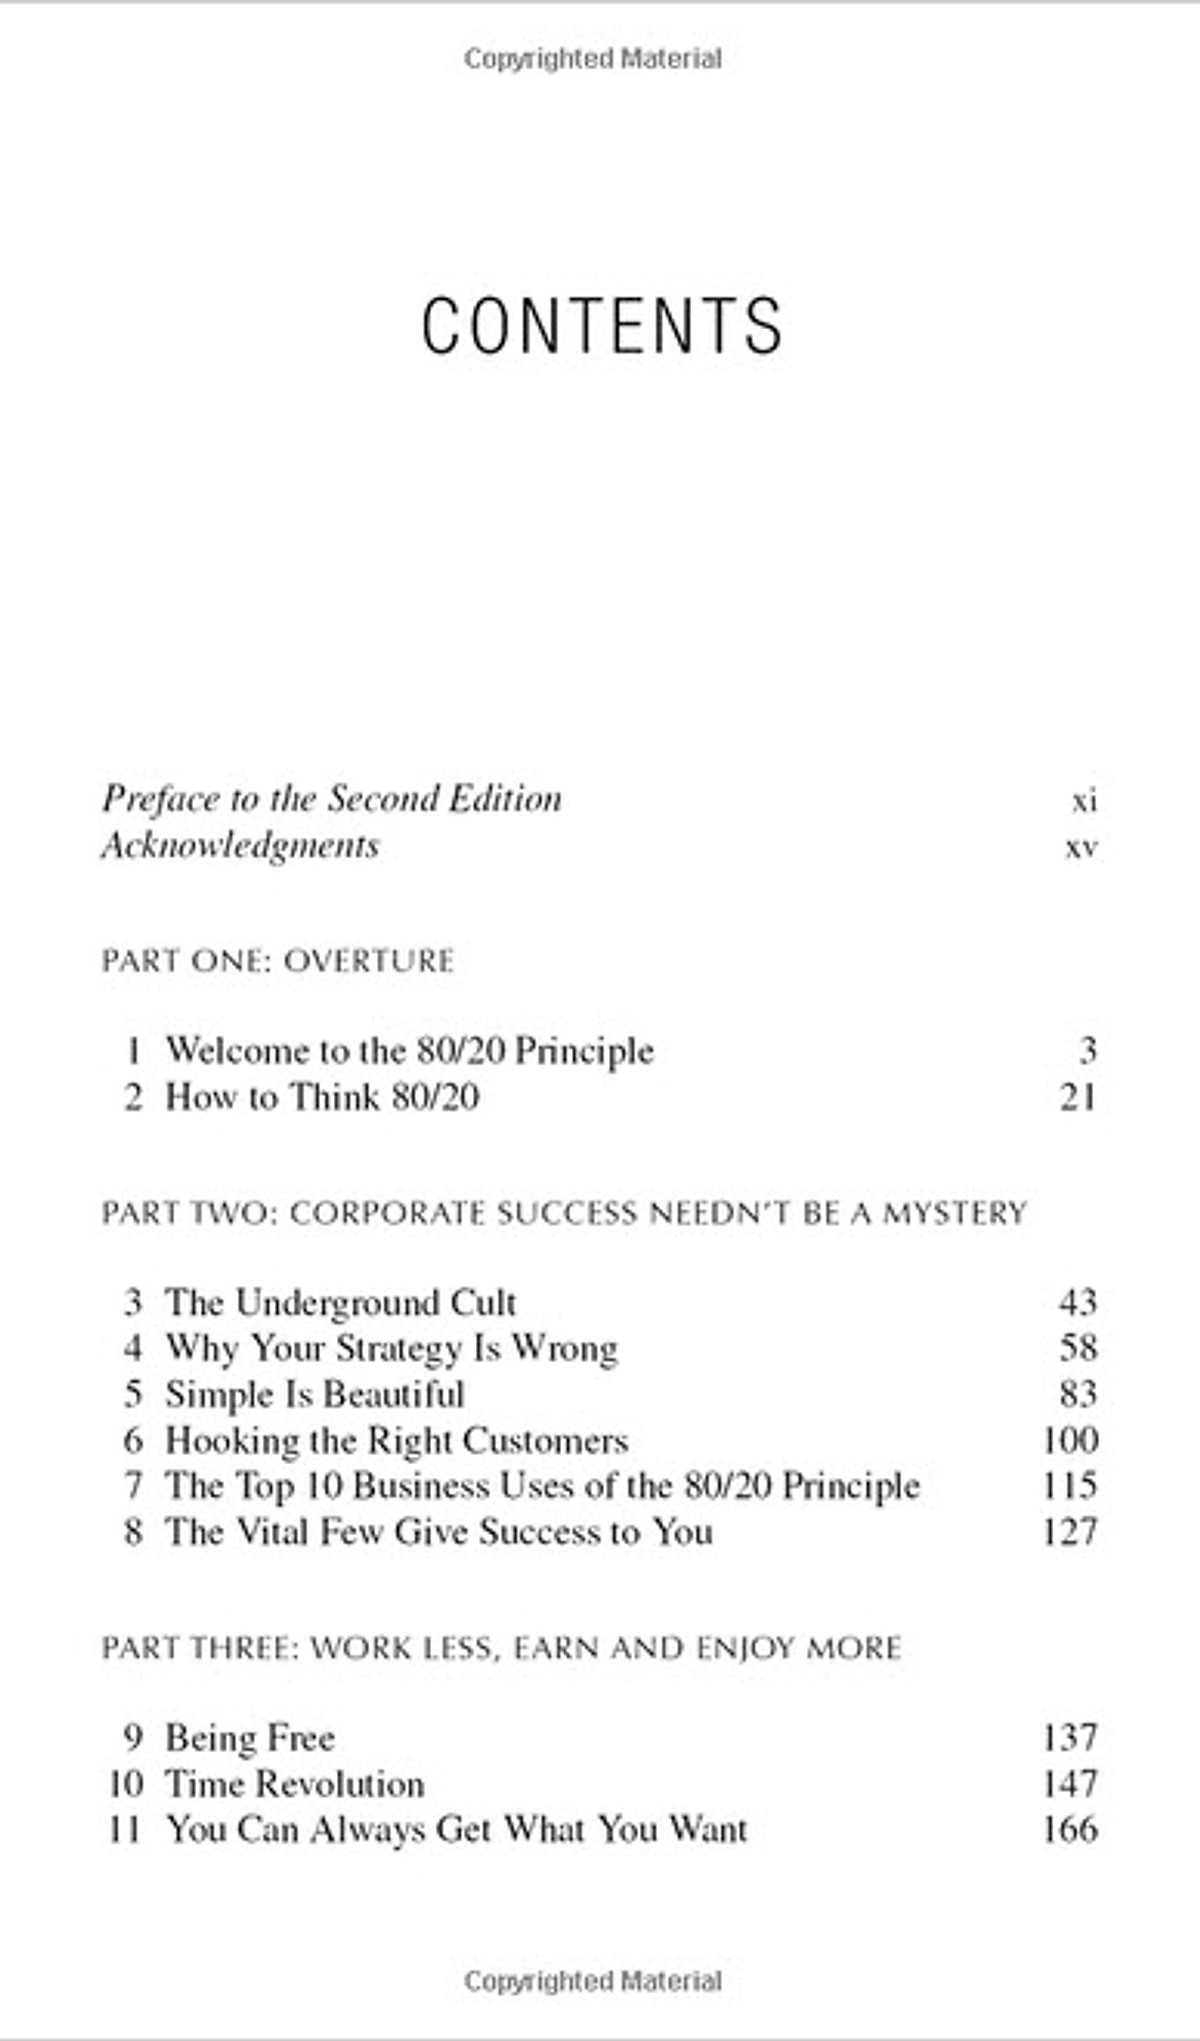 Copyrighted Material
CONTENTS
Preface to the Second Edition xi
Acknowledgments xv
PART ONE: OVERTURE
1 Welcome to the 80/20 Principle 3
2 How to Think 80/20 21
PART TWO: CORPORATE SUCCESS NEEDN'T BE A MYSTERY
3 The Underground Cult 43
4 Why Your Strategy Is Wrong 58
5 Simple Is Beautiful 83
6 Hooking the Right Customers 100
7 The Top 10 Business Uses of the 80/20 Principle 115
8 The Vital Few Give Success to You 127
PART THREE: WORK LESS, EARN AND ENJOY MORE
9 Being Free 137
10 Time Revolution 147
11 You Can Always Get What You Want 166
Copyrighted Material